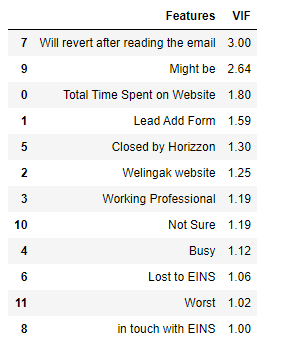 Features VIF
7 Will revert after reading the email 3.00
9 Might be 2.64
0 Total Time Spent on Website 1.80
1 Lead Add Form 1.59
5 Closed by Horizzon 1.30
2 Welingak website 1.25
3 Working Professional 1.19
10 Not Sure 1.19
4 Busy 1.12
6 Lost to EINS 1.06
11 Worst 1.02
8 in touch with EINS 1.00